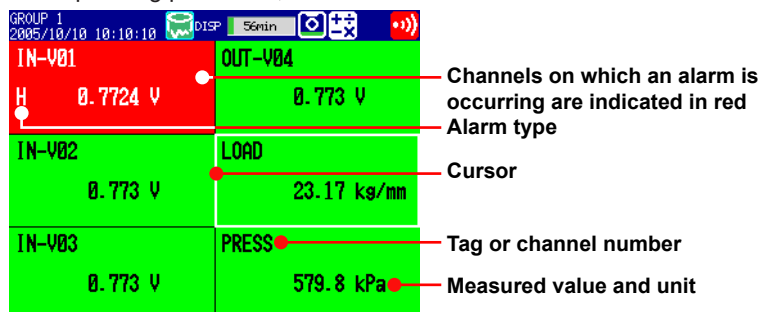 GROUP 1
2005/10/10 10:10:10 DISP 56min
IN-V01
H 0.7724 V
OUT-V04
0.773 V
IN-V02
0.773 V
LOAD
23.17 kg/mm
IN-V03
0.773 V
PRESS
579.8 kPa
Channels on which an alarm is
occurring are indicated in red
Alarm type
Cursor
Tag or channel number
Measured value and unit